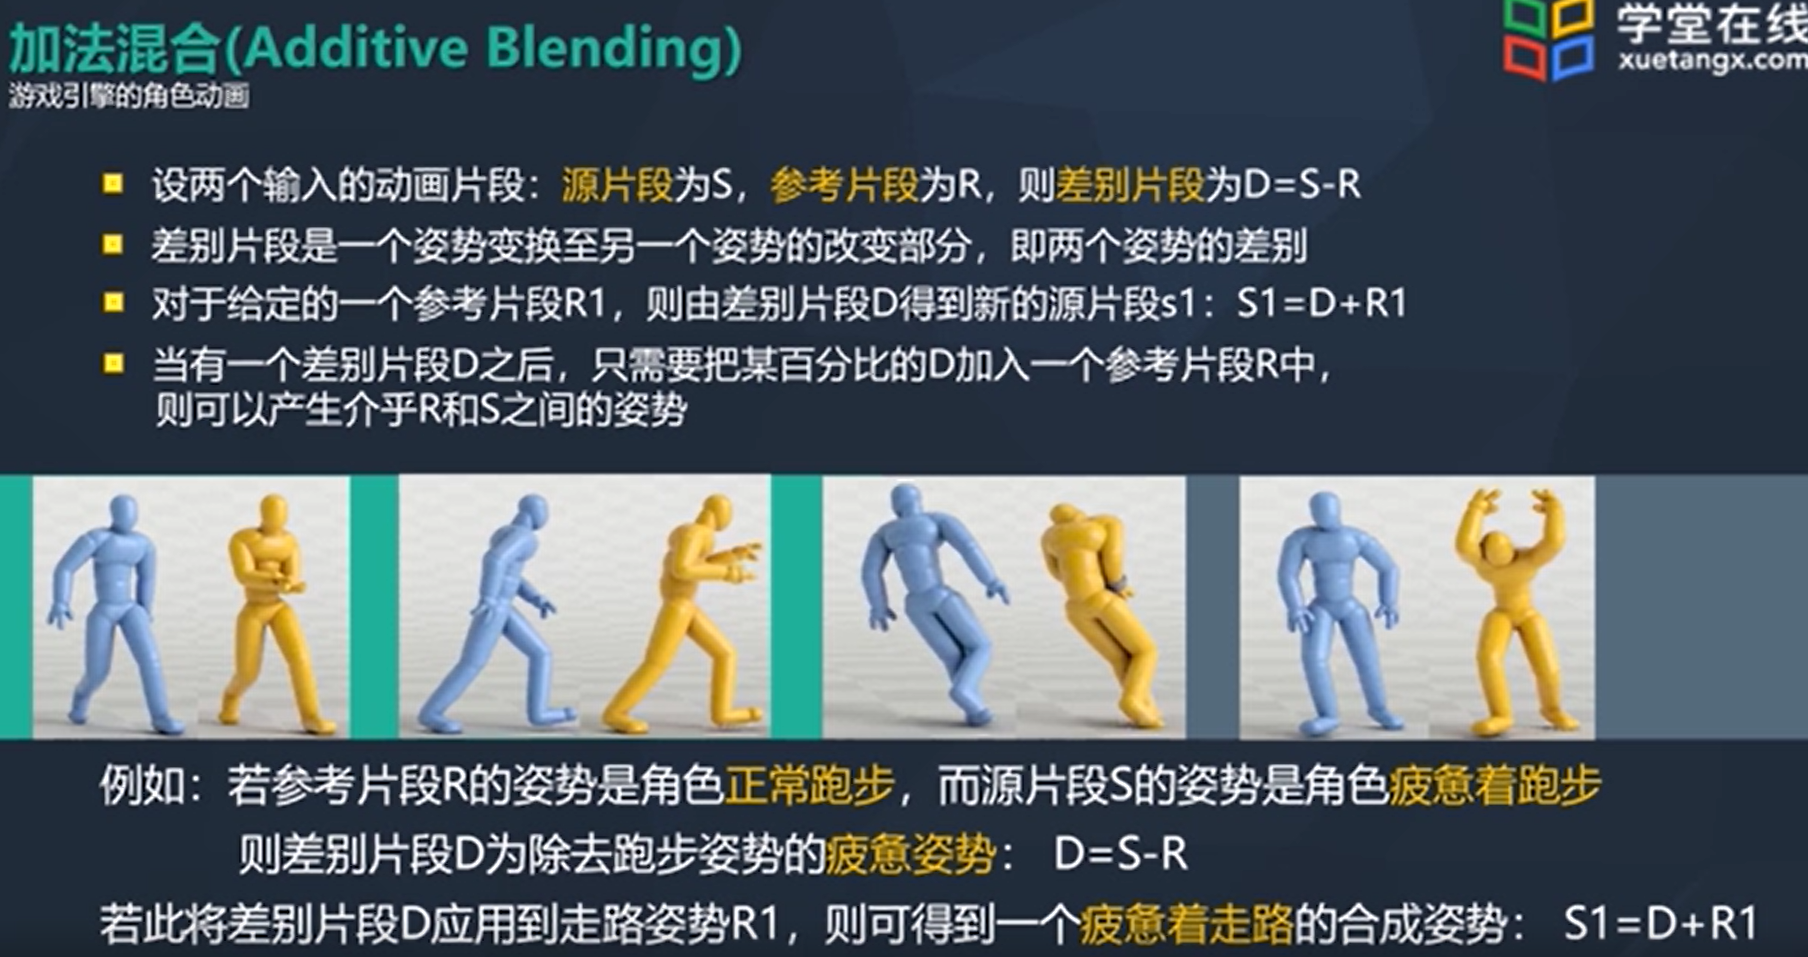 加法混合(Additive Blending)
游戏引擎的角色动画
学堂在线
xuetangx.com
设两个输入的动画片段：源片段为S，参考片段为R，则差别片段为D=S-R
差别片段是一个姿势变换至另一个姿势的改变部分，即两个姿势的差别
对于给定的一个参考片段R1，则由差别片段D得到新的源片段s1：S1=D+R1
当有一个差别片段D之后，只需要把某百分比的D加入一个参考片段R中，
则可以产生介乎R和S之间的姿势
例如：若参考片段R的姿势是角色正常跑步，而源片段S的姿势是角色疲惫着跑步
则差别片段D为除去跑步姿势的疲惫姿势： D=S-R
若此将差别片段D应用到走路姿势R1，则可得到一个疲惫着走路的合成姿势： S1=D+R1